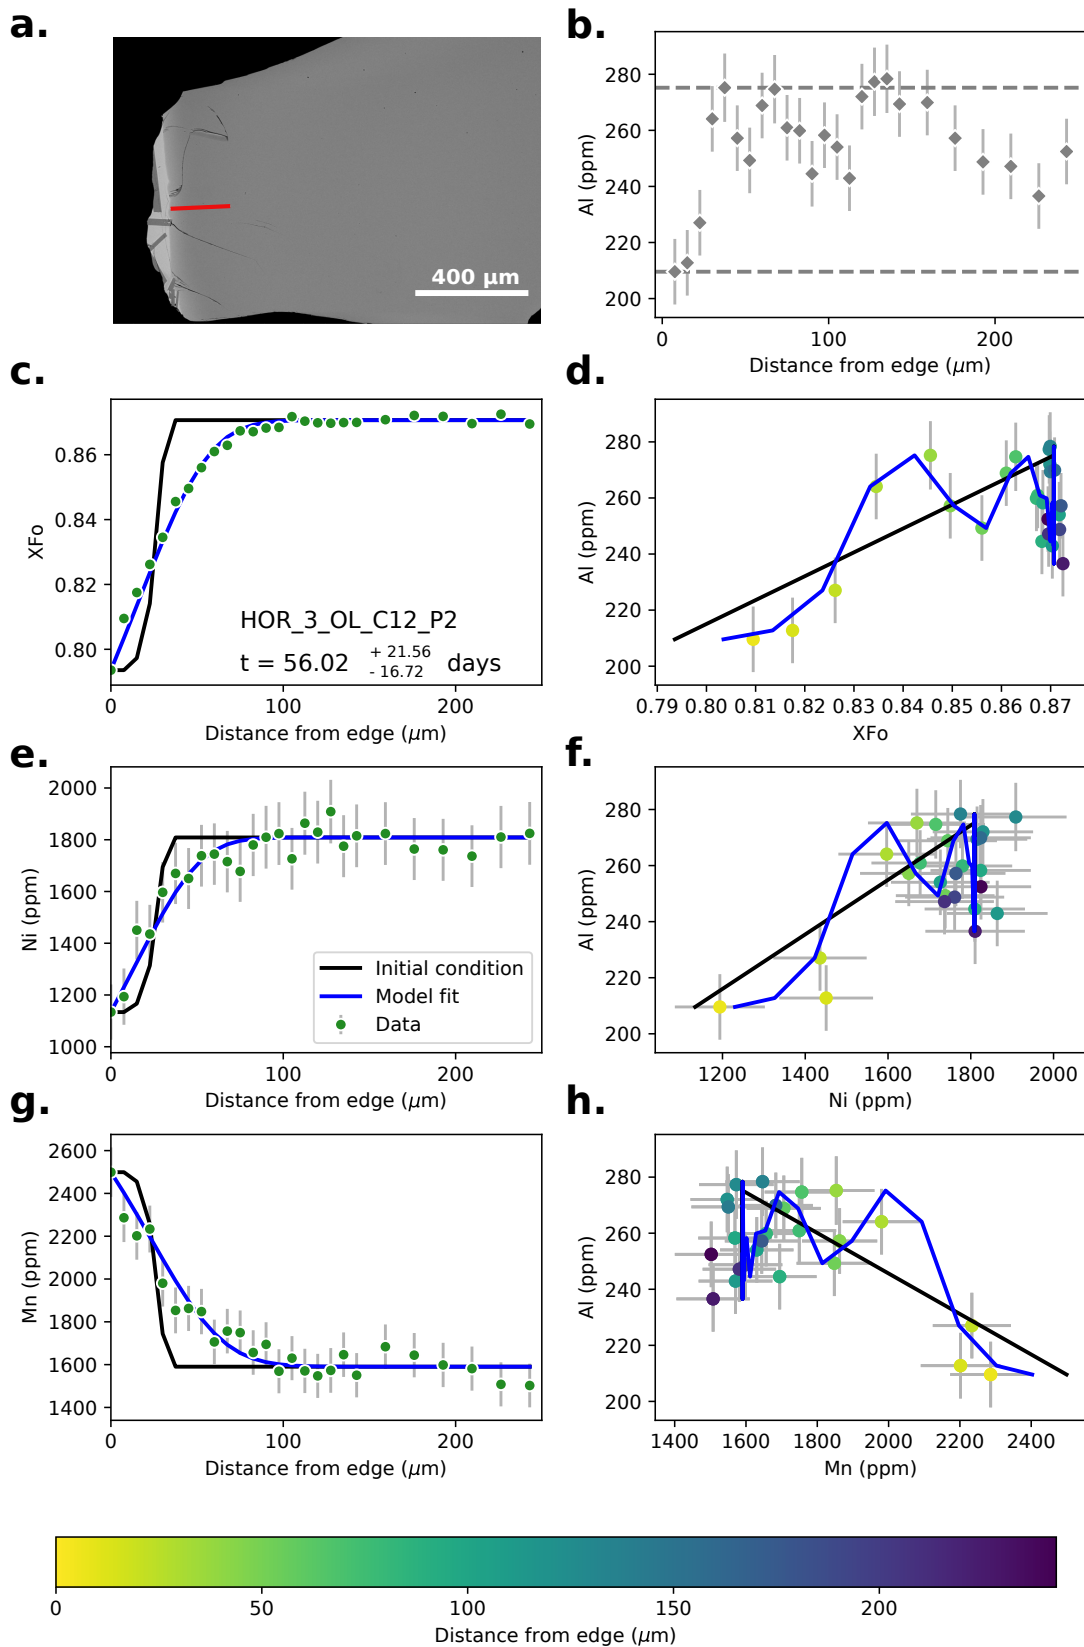 a.
400 μm
b.
280
260
240
220
200
Al (ppm)
0
100
200
Distance from edge (μm)
c.
0.86
0.84
0.82
0.80
XFo
HOR_3_OL_C12_P2
t = 56.02 + 21.56 - 16.72 days
0
100
200
Distance from edge (μm)
d.
280
260
240
220
200
Al (ppm)
0.79 0.80 0.81 0.82 0.83 0.84 0.85 0.86 0.87
XFo
e.
2000
1800
1600
1400
1200
1000
Ni (ppm)
Initial condition
Model fit
Data
0
100
200
Distance from edge (μm)
f.
280
260
240
220
200
Al (ppm)
1200 1400 1600 1800 2000
Ni (ppm)
g.
2600
2400
2200
2000
1800
1600
1400
Mn (ppm)
0
100
200
Distance from edge (μm)
h.
280
260
240
220
200
Al (ppm)
1400 1600 1800 2000 2200 2400
Mn (ppm)
0 50 100 150 200
Distance from edge (μm)